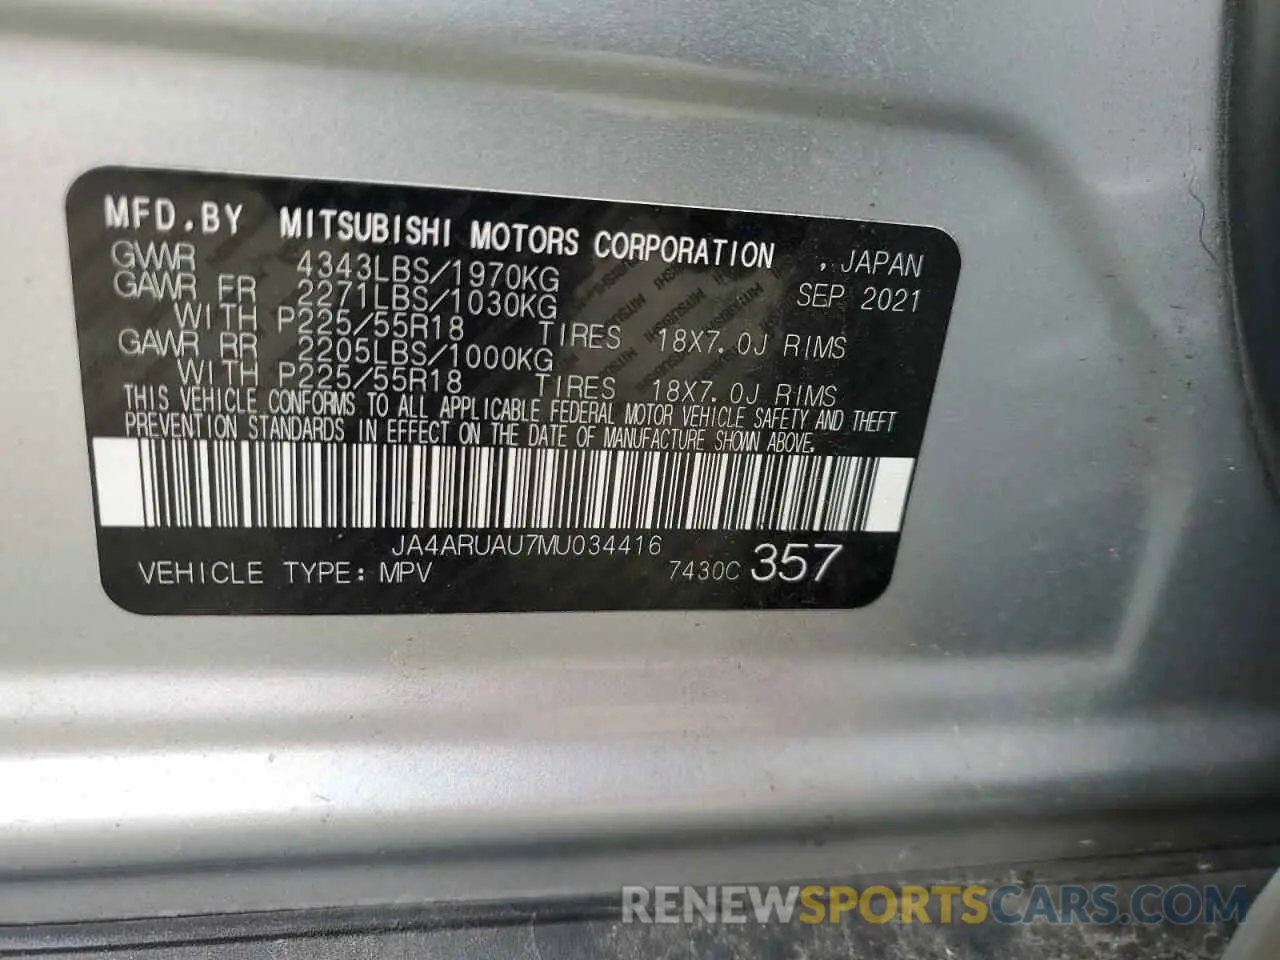 MFD.BY MITSUBISHI MOTORS CORPORATION , JAPAN
GVWR 4343LBS/1970KG SEP 2021
GAWR FR 2271LBS/1030KG
WITH P225/55R18 TIRES 18X7.0J RIMS
GAWR RR 2205LBS/1000KG
WITH P225/55R18 TIRES 18X7.0J RIMS
THIS VEHICLE CONFORMS TO ALL APPLICABLE FEDERAL MOTOR VEHICLE SAFETY AND THEFT
PREVENTION STANDARDS IN EFFECT ON THE DATE OF MANUFACTURE SHOWN ABOVE.
JA4ARUAU7MU034416
VEHICLE TYPE: MPV 7430C 357
RENEWSPORTSCARS.COM